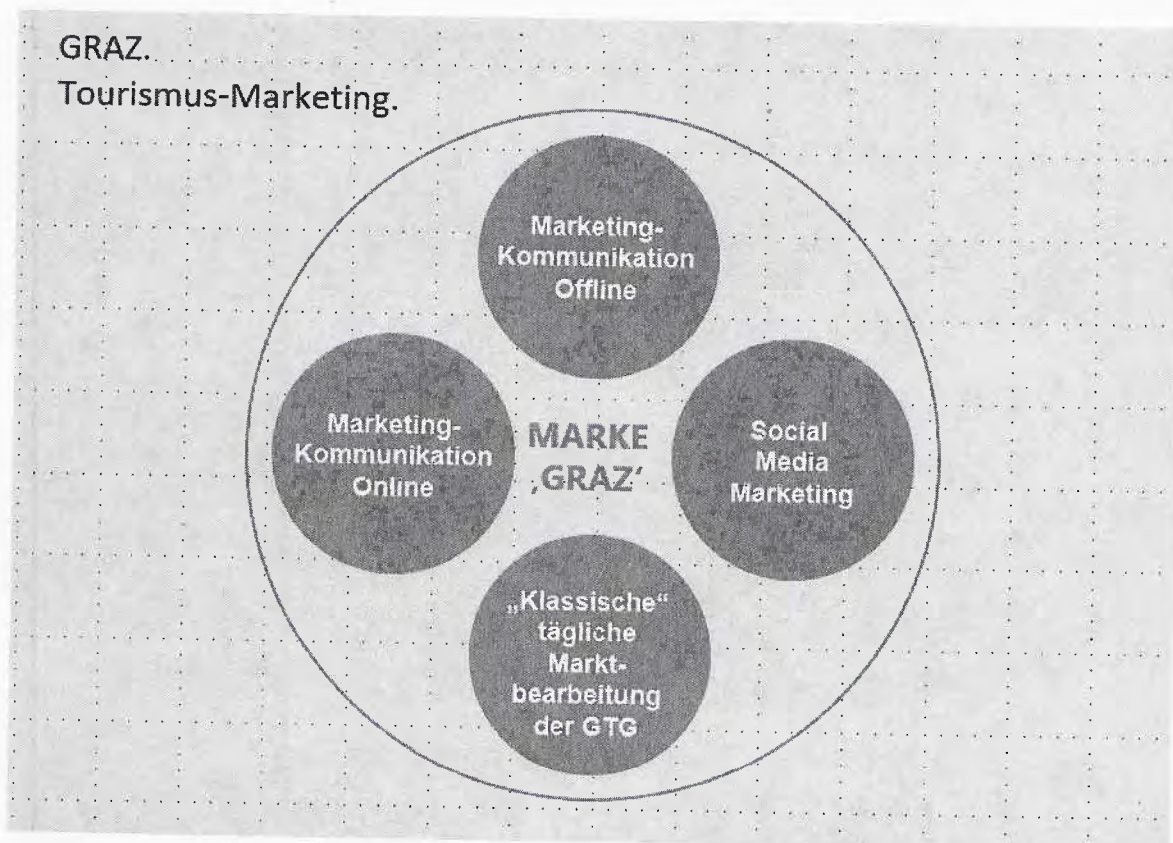 GRAZ.
Tourismus-Marketing.
Marketing-
Kommunikation
Offline
Marketing-
Kommunikation
Online
MARKE
‚GRAZ‘
Social
Media
Marketing
„Klassische“
tägliche
Markt-
bearbeitung
der GTG